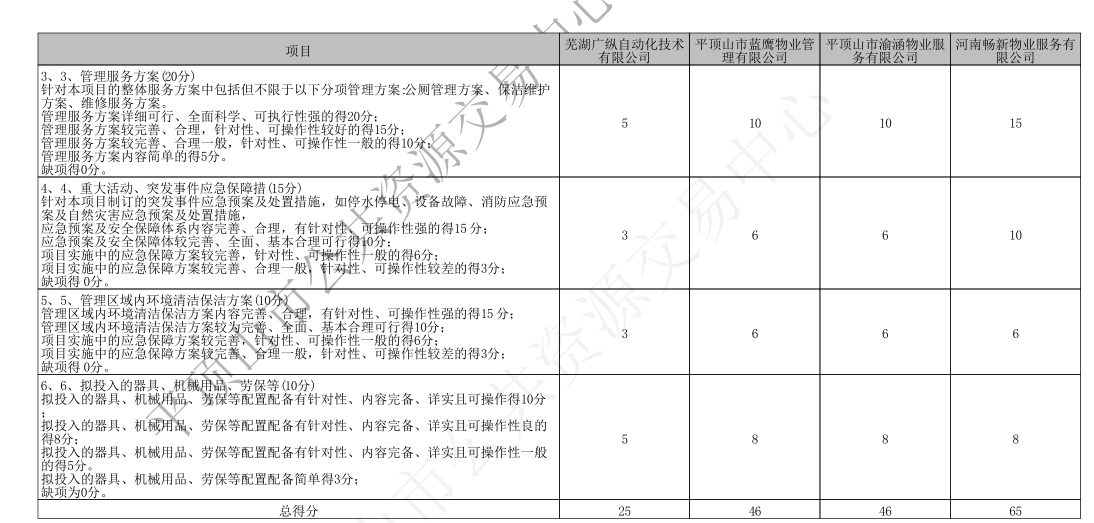 项目
芜湖广纵自动化技术有限公司
平顶山市蓝鹰物业管理有限公司
平顶山市渝涵物业服务有限公司
河南畅新物业服务有限公司
3、3、管理服务方案(20分)
针对本项目的整体服务方案中包括但不限于以下分项管理方案:公厕管理方案、保洁维护
方案、维修服务方案。
管理服务方案详细可行、全面科学、可执行性强的得20分;
管理服务方案较完善、合理，针对性、可操作性较好的得15分;
管理服务方案较完善、合理一般，针对性、可操作性一般的得10分;
管理服务方案内容简单的得5分。
缺项得0分。
5
10
10
15
4、4、重大活动、突发事件应急保障措(15分)
针对本项目制订的突发事件应急预案及处置措施，如停水停电、设备故障、消防应急预
案及自然灾害应急预案及处置措施，
应急预案及安全保障体系内容完善、合理，有针对性、可操作性强的得15分;
应急预案及安全保障体较完善、全面、基本合理可行得10分;
项目实施中的应急保障方案较完善，针对性、可操作性一般的得6分;
项目实施中的应急保障方案较完善、合理一般，针对性、可操作性较差的得3分;
缺项得 0分。
3
6
6
10
5、5、管理区域内环境清洁保洁方案(10分)
管理区域内环境清洁保洁方案内容完善、合理，有针对性、可操作性强的得15分;
管理区域内环境清洁保洁方案较为完善、全面、基本合理可行得10分;
项目实施中的应急保障方案较完善，针对性、可操作性一般的得6分;
项目实施中的应急保障方案较完善、合理一般，针对性、可操作性较差的得3分;
缺项得 0分。
3
6
6
6
6、6、拟投入的器具、机械用品、劳保等(10分)
拟投入的器具、机械用品、劳保等配置配备有针对性、内容完备、详实且可操作得10分
;
拟投入的器具、机械用品、劳保等配置配备有针对性、内容完备、详实且可操作性良的
得8分;
拟投入的器具、机械用品、劳保等配置配备有针对性、内容完备、详实且可操作性一般
的得5分。
拟投入的器具、机械用品、劳保等配置配备简单得3分;
缺项为0分。
5
8
8
8
总得分
25
46
46
65
平顶山市公共资源交易中心
山市公共资源交易中心